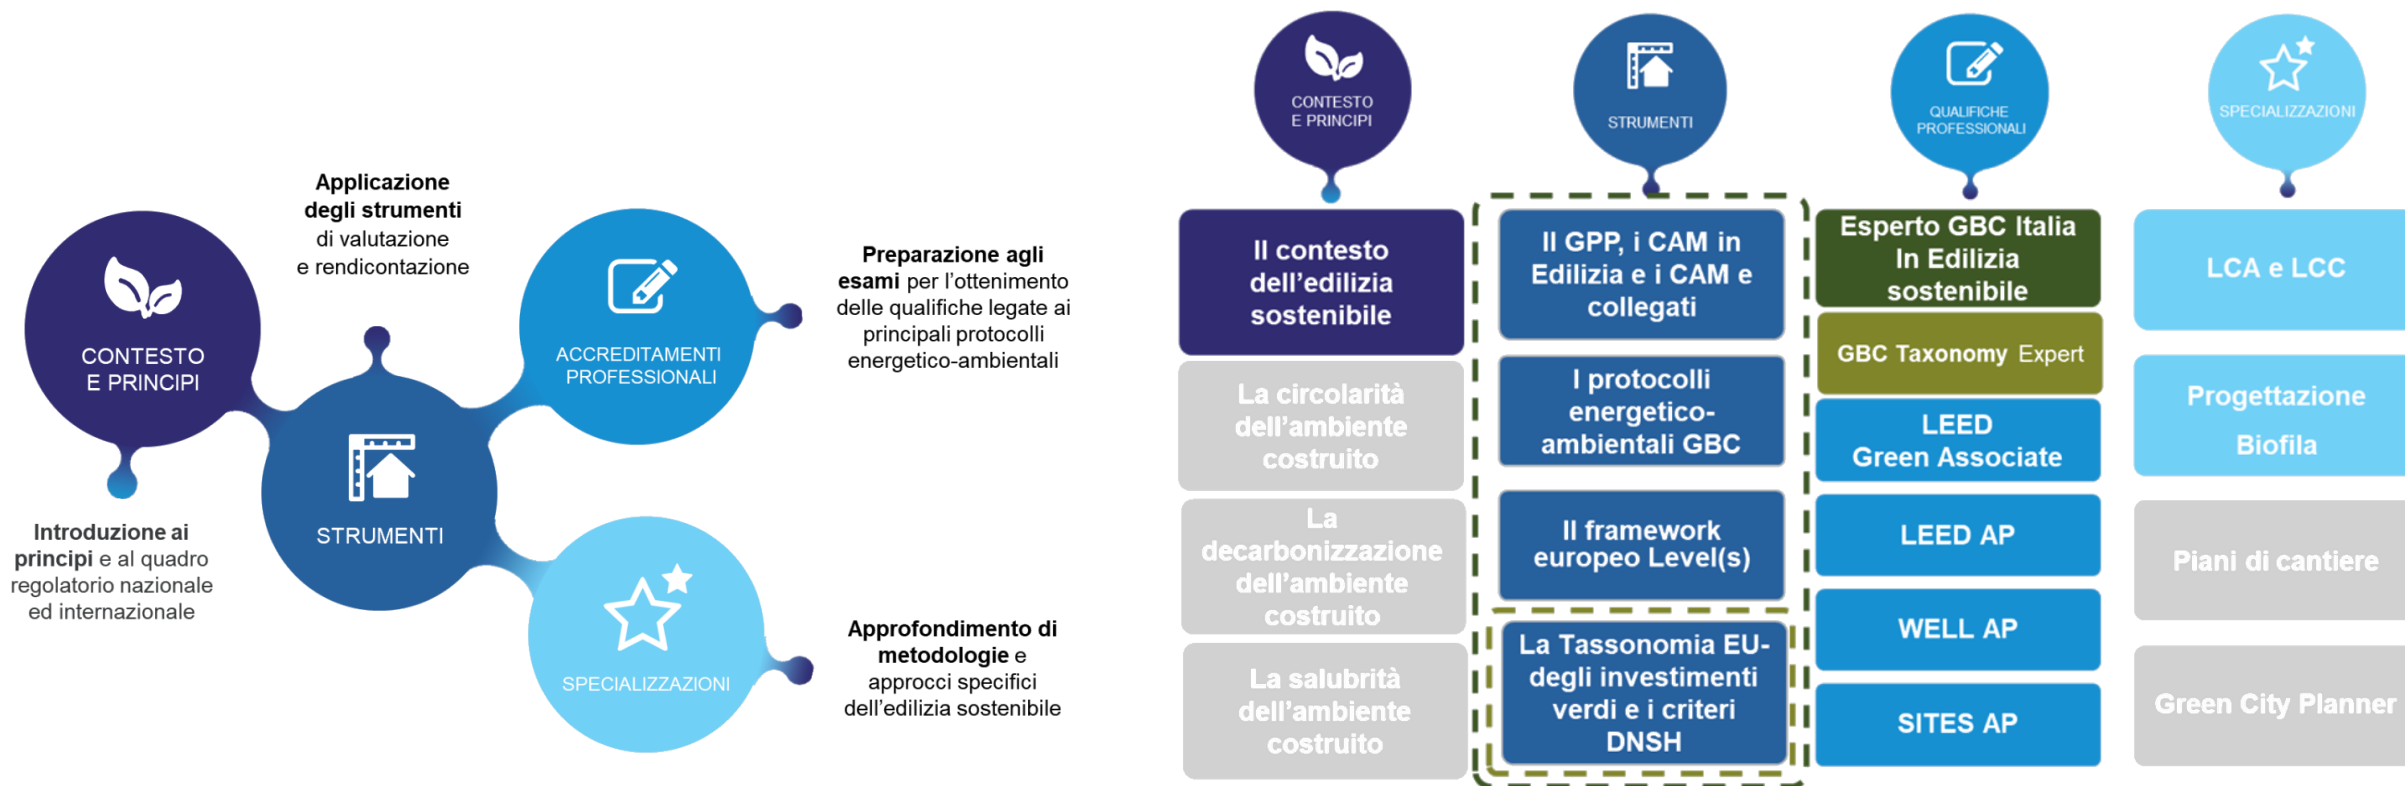 Applicazione
degli strumenti
di valutazione
e rendicontazione
CONTESTO
E PRINCIPI
Introduzione ai
principi e al quadro
regolatorio nazionale
ed internazionale
STRUMENTI
ACCREDITAMENTI
PROFESSIONALI
Preparazione agli
esami per l'ottenimento
delle qualifiche legate ai
principali protocolli
energetico-ambientali
SPECIALIZZAZIONI
Approfondimento di
metodologie e
approcci specifici
dell'edilizia sostenibile
CONTESTO
E PRINCIPI
Il contesto
dell'edilizia
sostenibile
La circolarità
dell'ambiente
costruito
La
decarbonizzazione
dell'ambiente
costruito
La salubrità
dell'ambiente
costruito
STRUMENTI
Il GPP, i CAM in
Edilizia e i CAM e
collegati
I protocolli
energetico-
ambientali GBC
Il framework
europeo Level(s)
La Tassonomia EU-
degli investimenti
verdi e i criteri
DNSH
QUALIFICHE
PROFESSIONALI
Esperto GBC Italia
In Edilizia
sostenibile
GBC Taxonomy Expert
LEED
Green Associate
LEED AP
WELL AP
SITES AP
SPECIALIZZAZIONI
LCA e LCC
Progettazione
Biofila
Piani di cantiere
Green City Planner